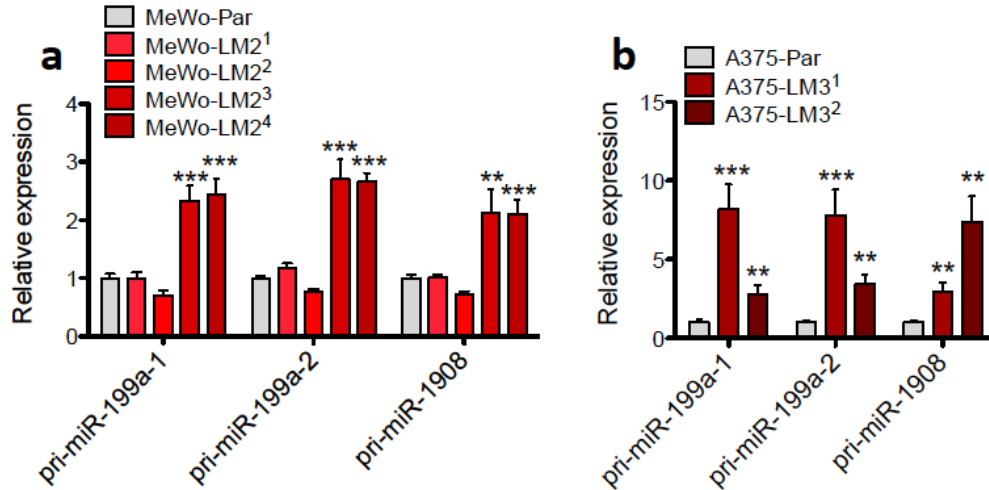 a
MeWo-Par
MeWo-LM2¹
MeWo-LM2²
MeWo-LM2³
MeWo-LM2⁴
Relative expression
4
3
2
1
0
***
***
***
***
**
***
pri-miR-199a-1
pri-miR-199a-2
pri-miR-1908
b
A375-Par
A375-LM3¹
A375-LM3²
Relative expression
15
10
5
0
***
**
***
**
**
**
pri-miR-199a-1
pri-miR-199a-2
pri-miR-1908